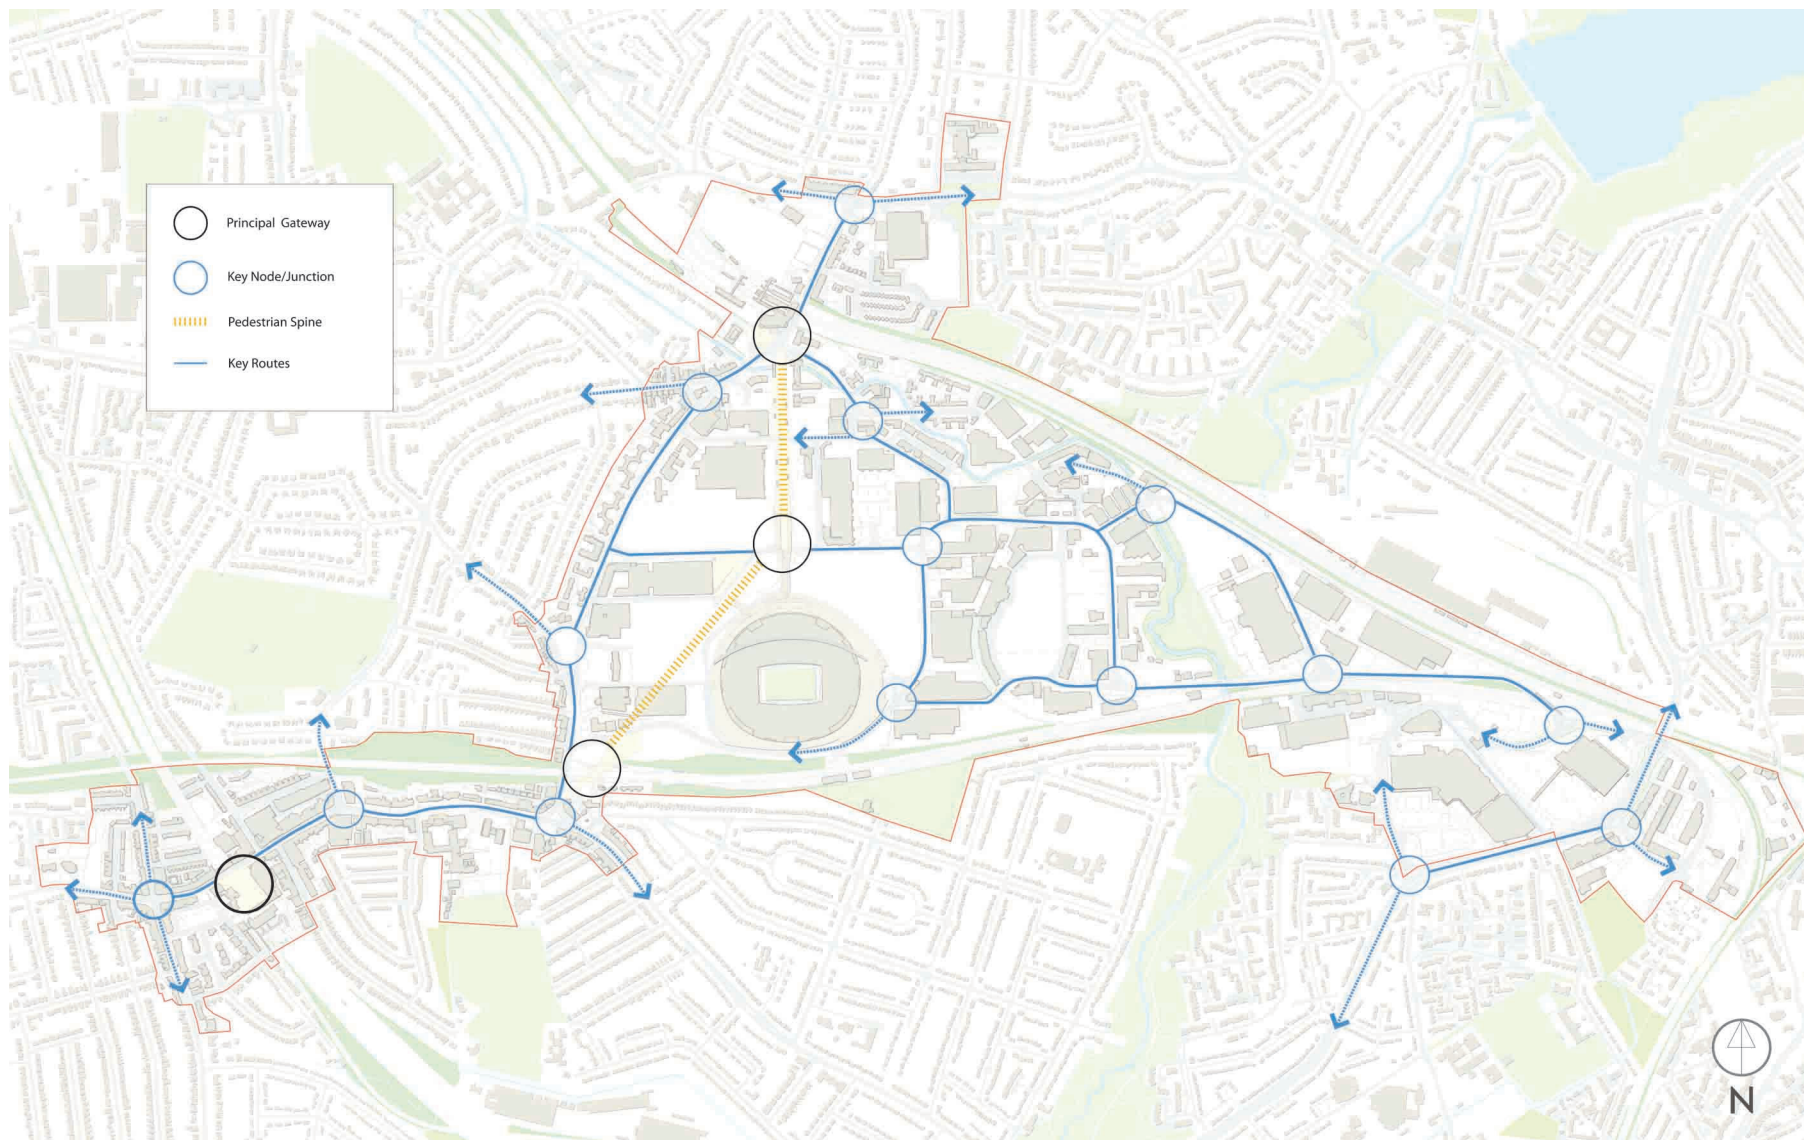 Principal Gateway
Key Node/Junction
Pedestrian Spine
Key Routes
N